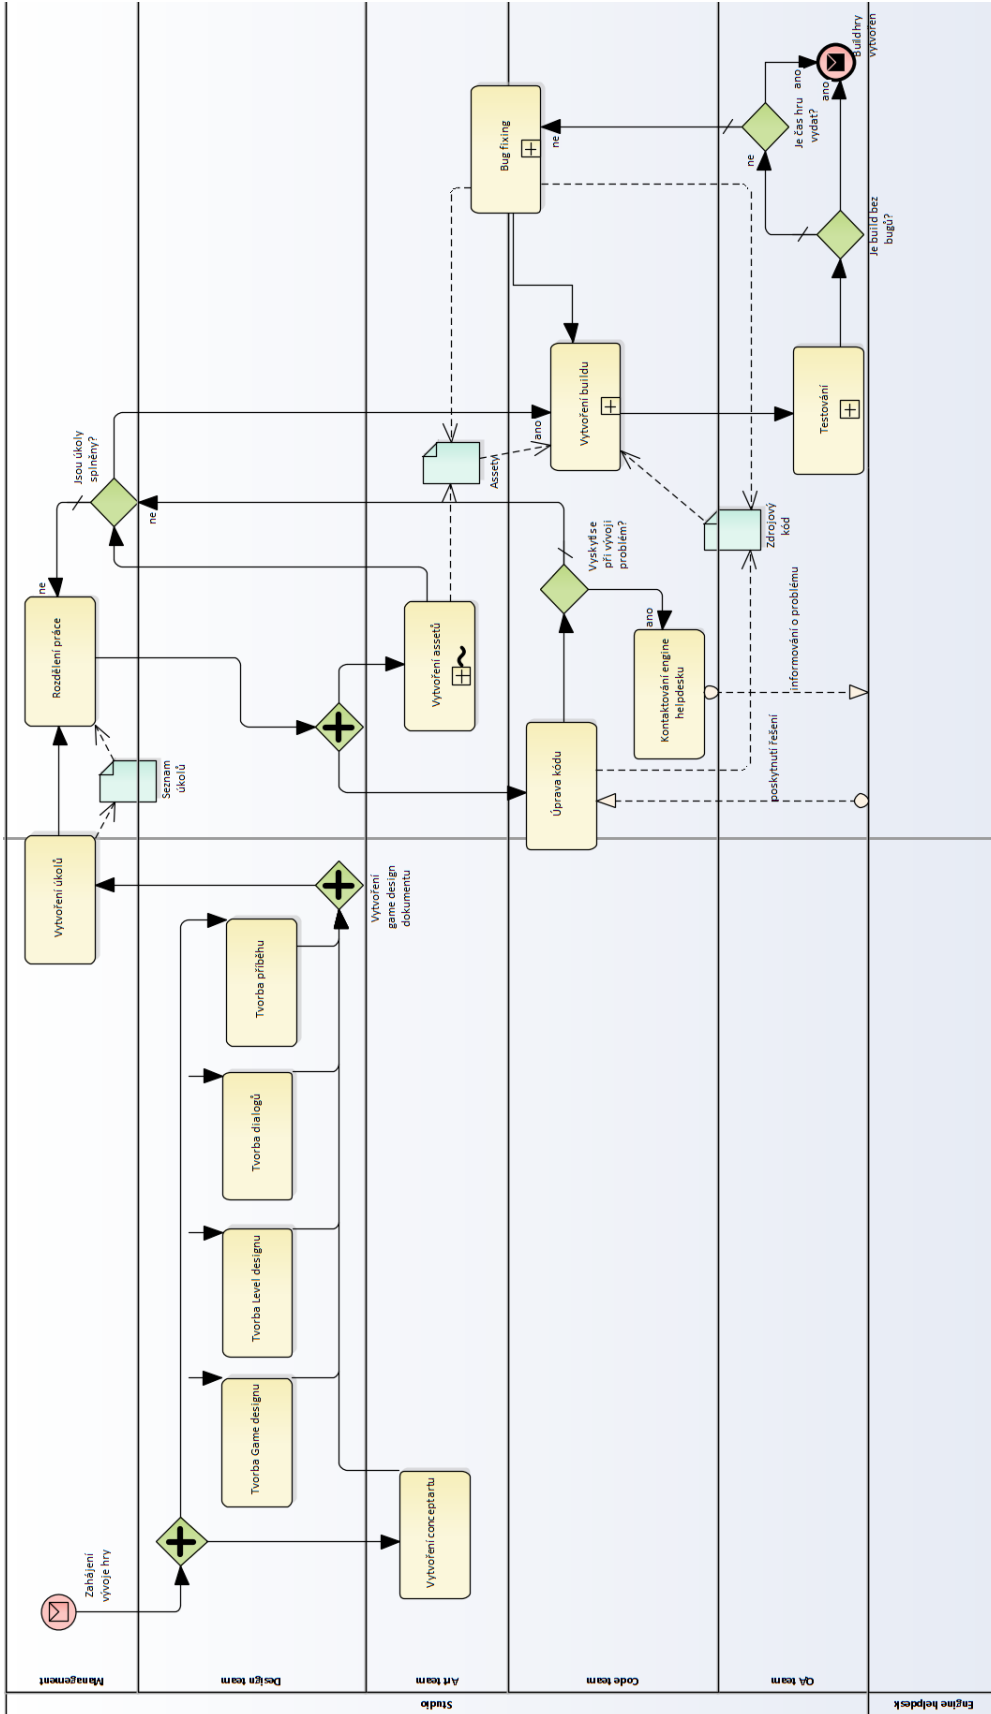 Studio
Engine helpdesk
Management
Design team
Art team
Code team
QA team
Zahájení
vývoje hry
Tvorba Game designu
Tvorba Level designu
Tvorba dialogů
Tvorba příběhu
Vytvoření conceptartu
Vytvoření
game design
dokumentu
Vytvoření úkolů
Seznam
úkolů
Rozdělení práce
ne
Jsou úkoly
splněny?
ne
ano
Vytvoření assetů
Assety
Úprava kódu
Vyskytl se
při vývoji
problém?
ano
Kontaktování engine
helpdesku
poskytnutí řešení
informování o problému
Zdrojový
kód
Vytvoření buildu
Bug fixing
ne
Testování
Je build bez
bugů?
ne
ano
Je čas hru
vydat?
ano
Build hry
vytvořen